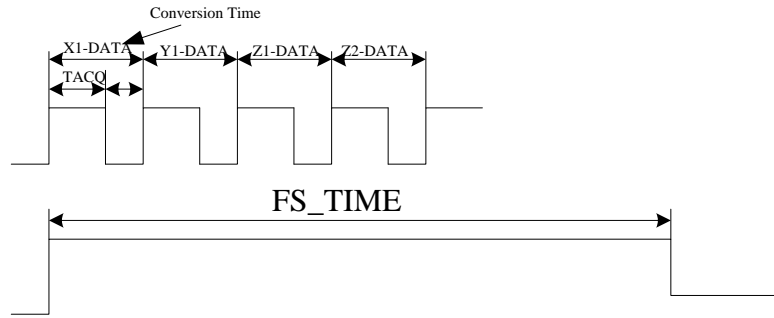 Conversion Time
X1-DATA Y1-DATA Z1-DATA Z2-DATA
TACQ
FS_TIME